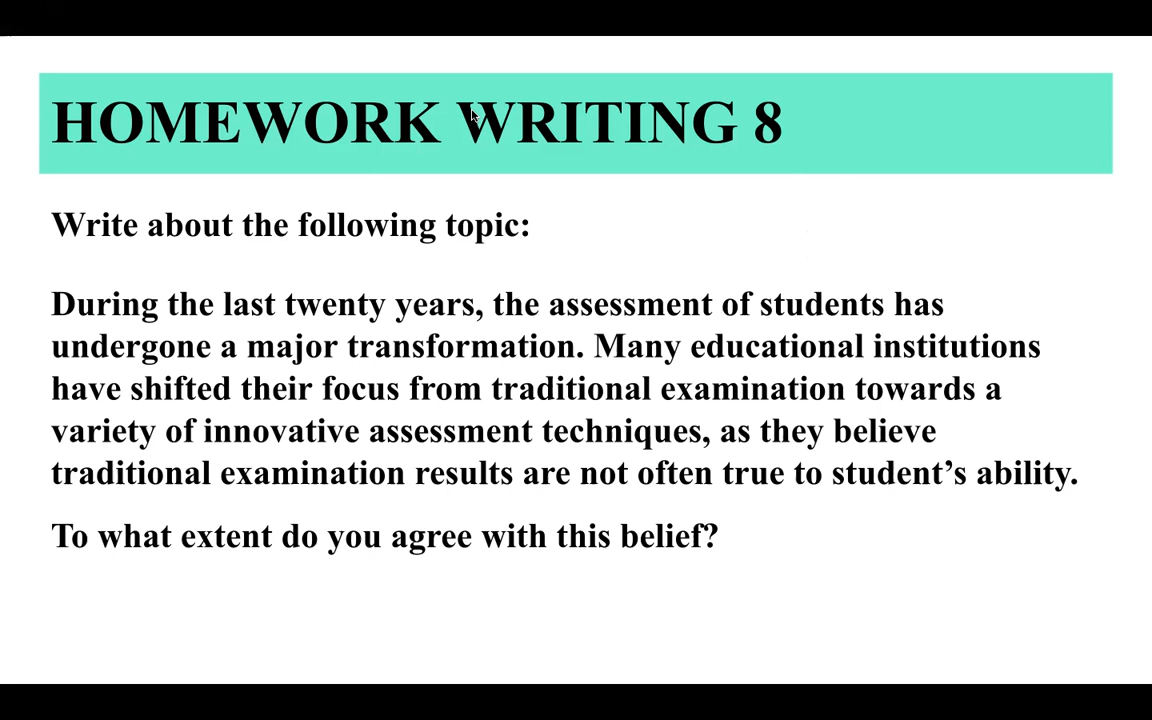 HOMEWORK WRITING 8
Write about the following topic:
During the last twenty years, the assessment of students has
undergone a major transformation. Many educational institutions
have shifted their focus from traditional examination towards a
variety of innovative assessment techniques, as they believe
traditional examination results are not often true to student’s ability.
To what extent do you agree with this belief?